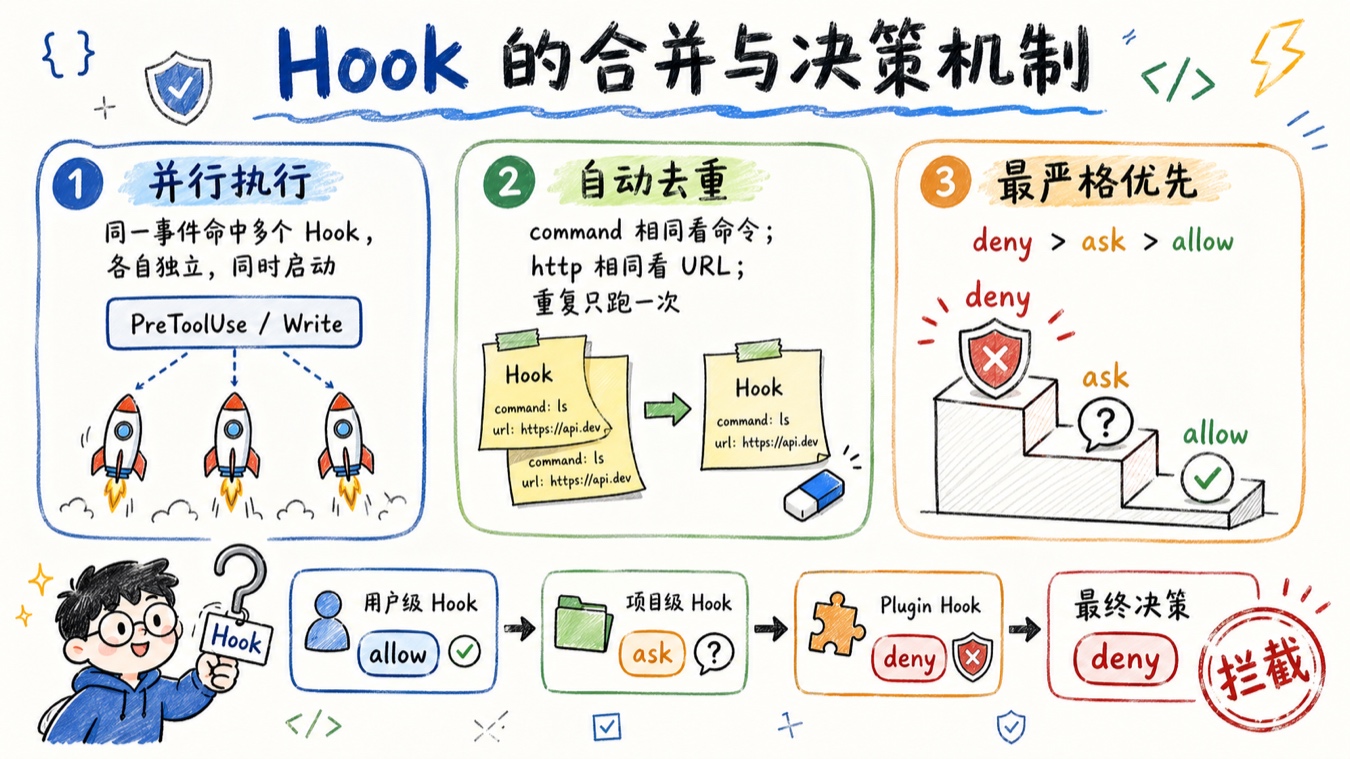 { }
Hook 的合并与决策机制
</>
1 并行执行
同一事件命中多个 Hook，
各自独立，同时启动
PreToolUse / Write
2 自动去重
command 相同看命令；
http 相同看 URL；
重复只跑一次
Hook
command: ls
url: https://api.dev
command: ls
url: https://api.dev
Hook
command: ls
url: https://api.dev
3 最严格优先
deny > ask > allow
deny
ask
?
allow
Hook
用户级 Hook
allow
项目级 Hook
ask
?
Plugin Hook
deny
最终决策
deny
拦截
</>